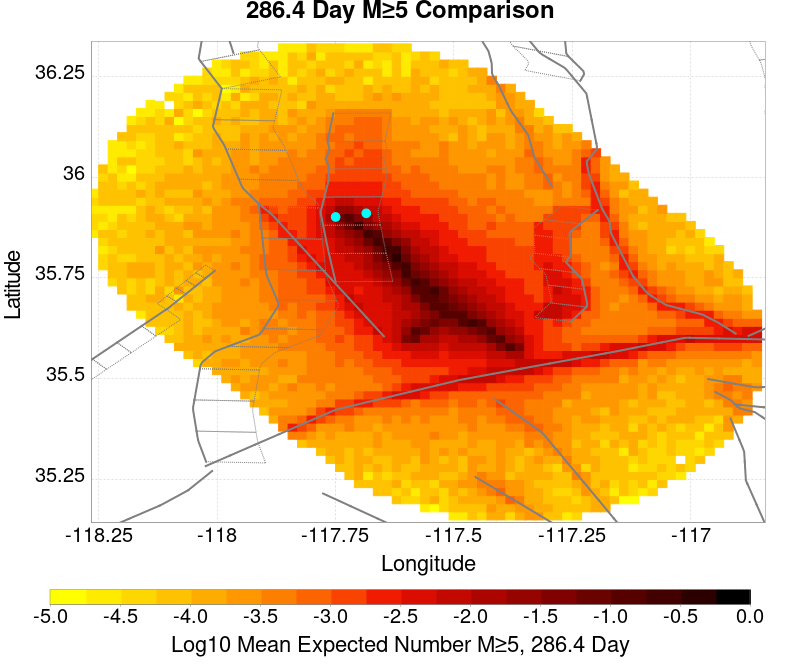 286.4 Day M≥5 Comparison
36.25
36
35.75
35.5
35.25
Latitude
-118.25 -118 -117.75 -117.5 -117.25 -117
Longitude
-5.0 -4.5 -4.0 -3.5 -3.0 -2.5 -2.0 -1.5 -1.0 -0.5 0.0
Log10 Mean Expected Number M≥5, 286.4 Day